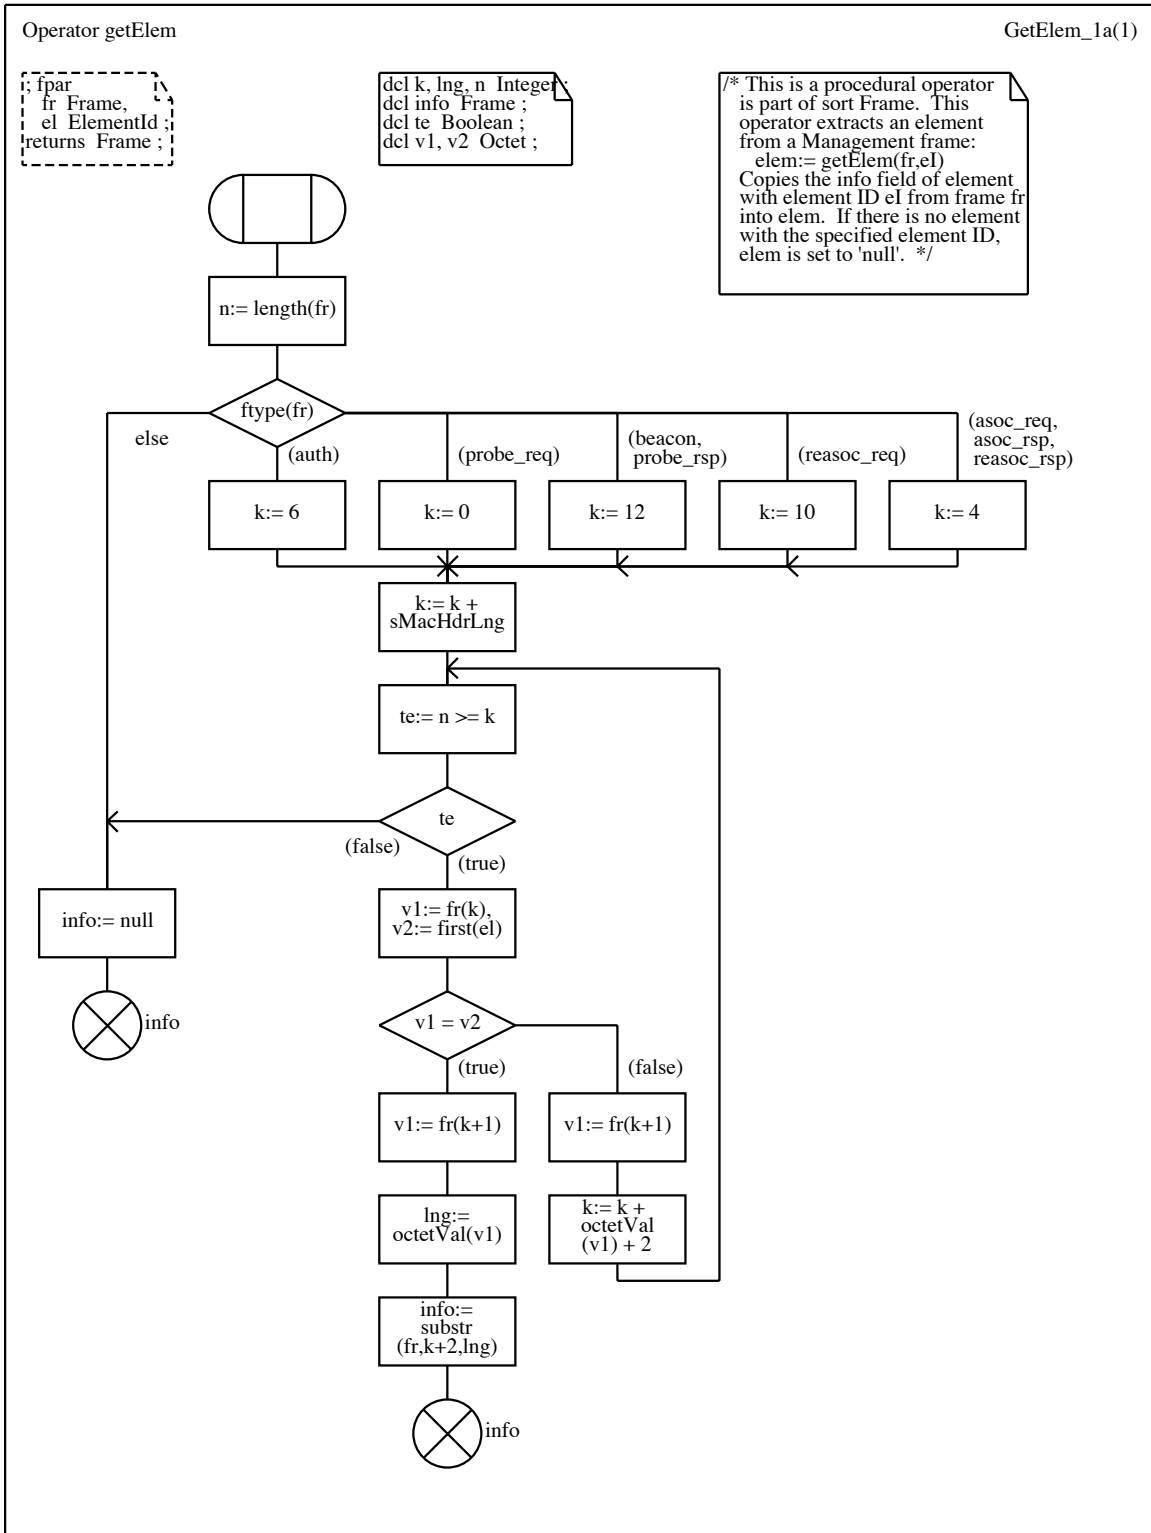 Operator getElem
GetElem_1a(1)
; fpar
fr  Frame,
el  ElementId ;
returns  Frame ;
dcl k, lng, n  Integer ;
dcl info  Frame ;
dcl te  Boolean ;
dcl v1, v2  Octet ;
/* This is a procedural operator
is part of sort Frame.  This
operator extracts an element
from a Management frame:
elem:= getElem(fr,eI)
Copies the info field of element
with element ID eI from frame fr
into elem.  If there is no element
with the specified element ID,
elem is set to 'null'.  */
n:= length(fr)
ftype(fr)
else
(auth)
(probe_req)
(beacon,
probe_rsp)
(reasoc_req)
(asoc_req,
asoc_rsp,
reasoc_rsp)
k:= 6
k:= 0
k:= 12
k:= 10
k:= 4
k:= k +
sMacHdrLng
te:= n >= k
te
(false)
(true)
info:= null
info
v1:= fr(k),
v2:= first(el)
v1 = v2
(true)
(false)
v1:= fr(k+1)
v1:= fr(k+1)
lng:=
octetVal(v1)
k:= k +
octetVal
(v1) + 2
info:=
substr
(fr,k+2,lng)
info